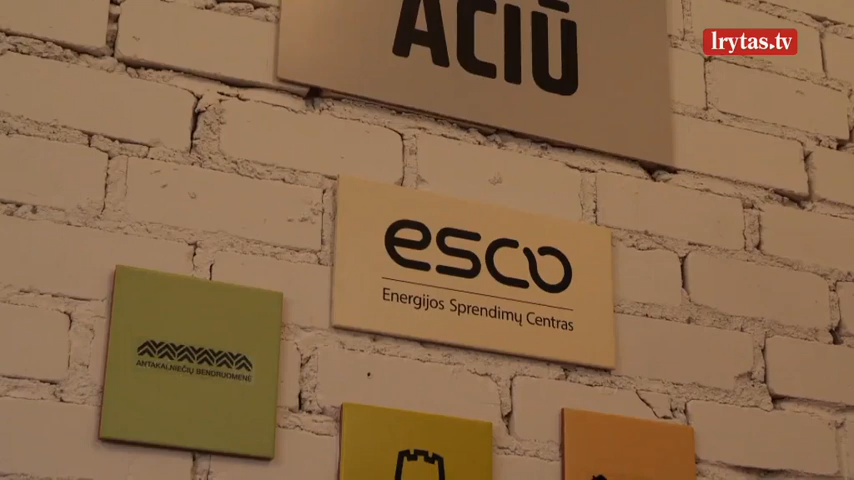 AČIŪ
lrytas.tv
esco
Energijos Sprendimų Centras
ANTAKALNIEČIŲ BENDRUOMENĖ